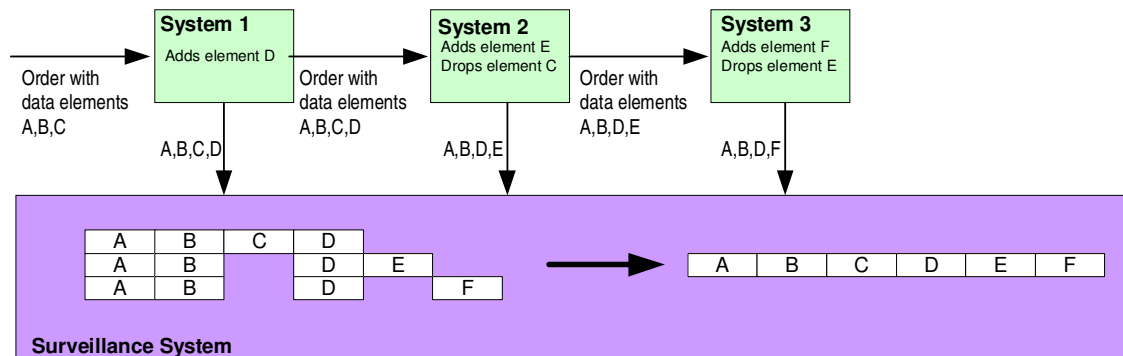 System 1
Adds element D
System 2
Adds element E
Drops element C
System 3
Adds element F
Drops element E
Order with
data elements
A,B,C
Order with
data elements
A,B,C,D
Order with
data elements
A,B,D,E
A,B,C,D
A,B,D,E
A,B,D,F
A B C D
A B D E
A B D F
A B C D E F
Surveillance System